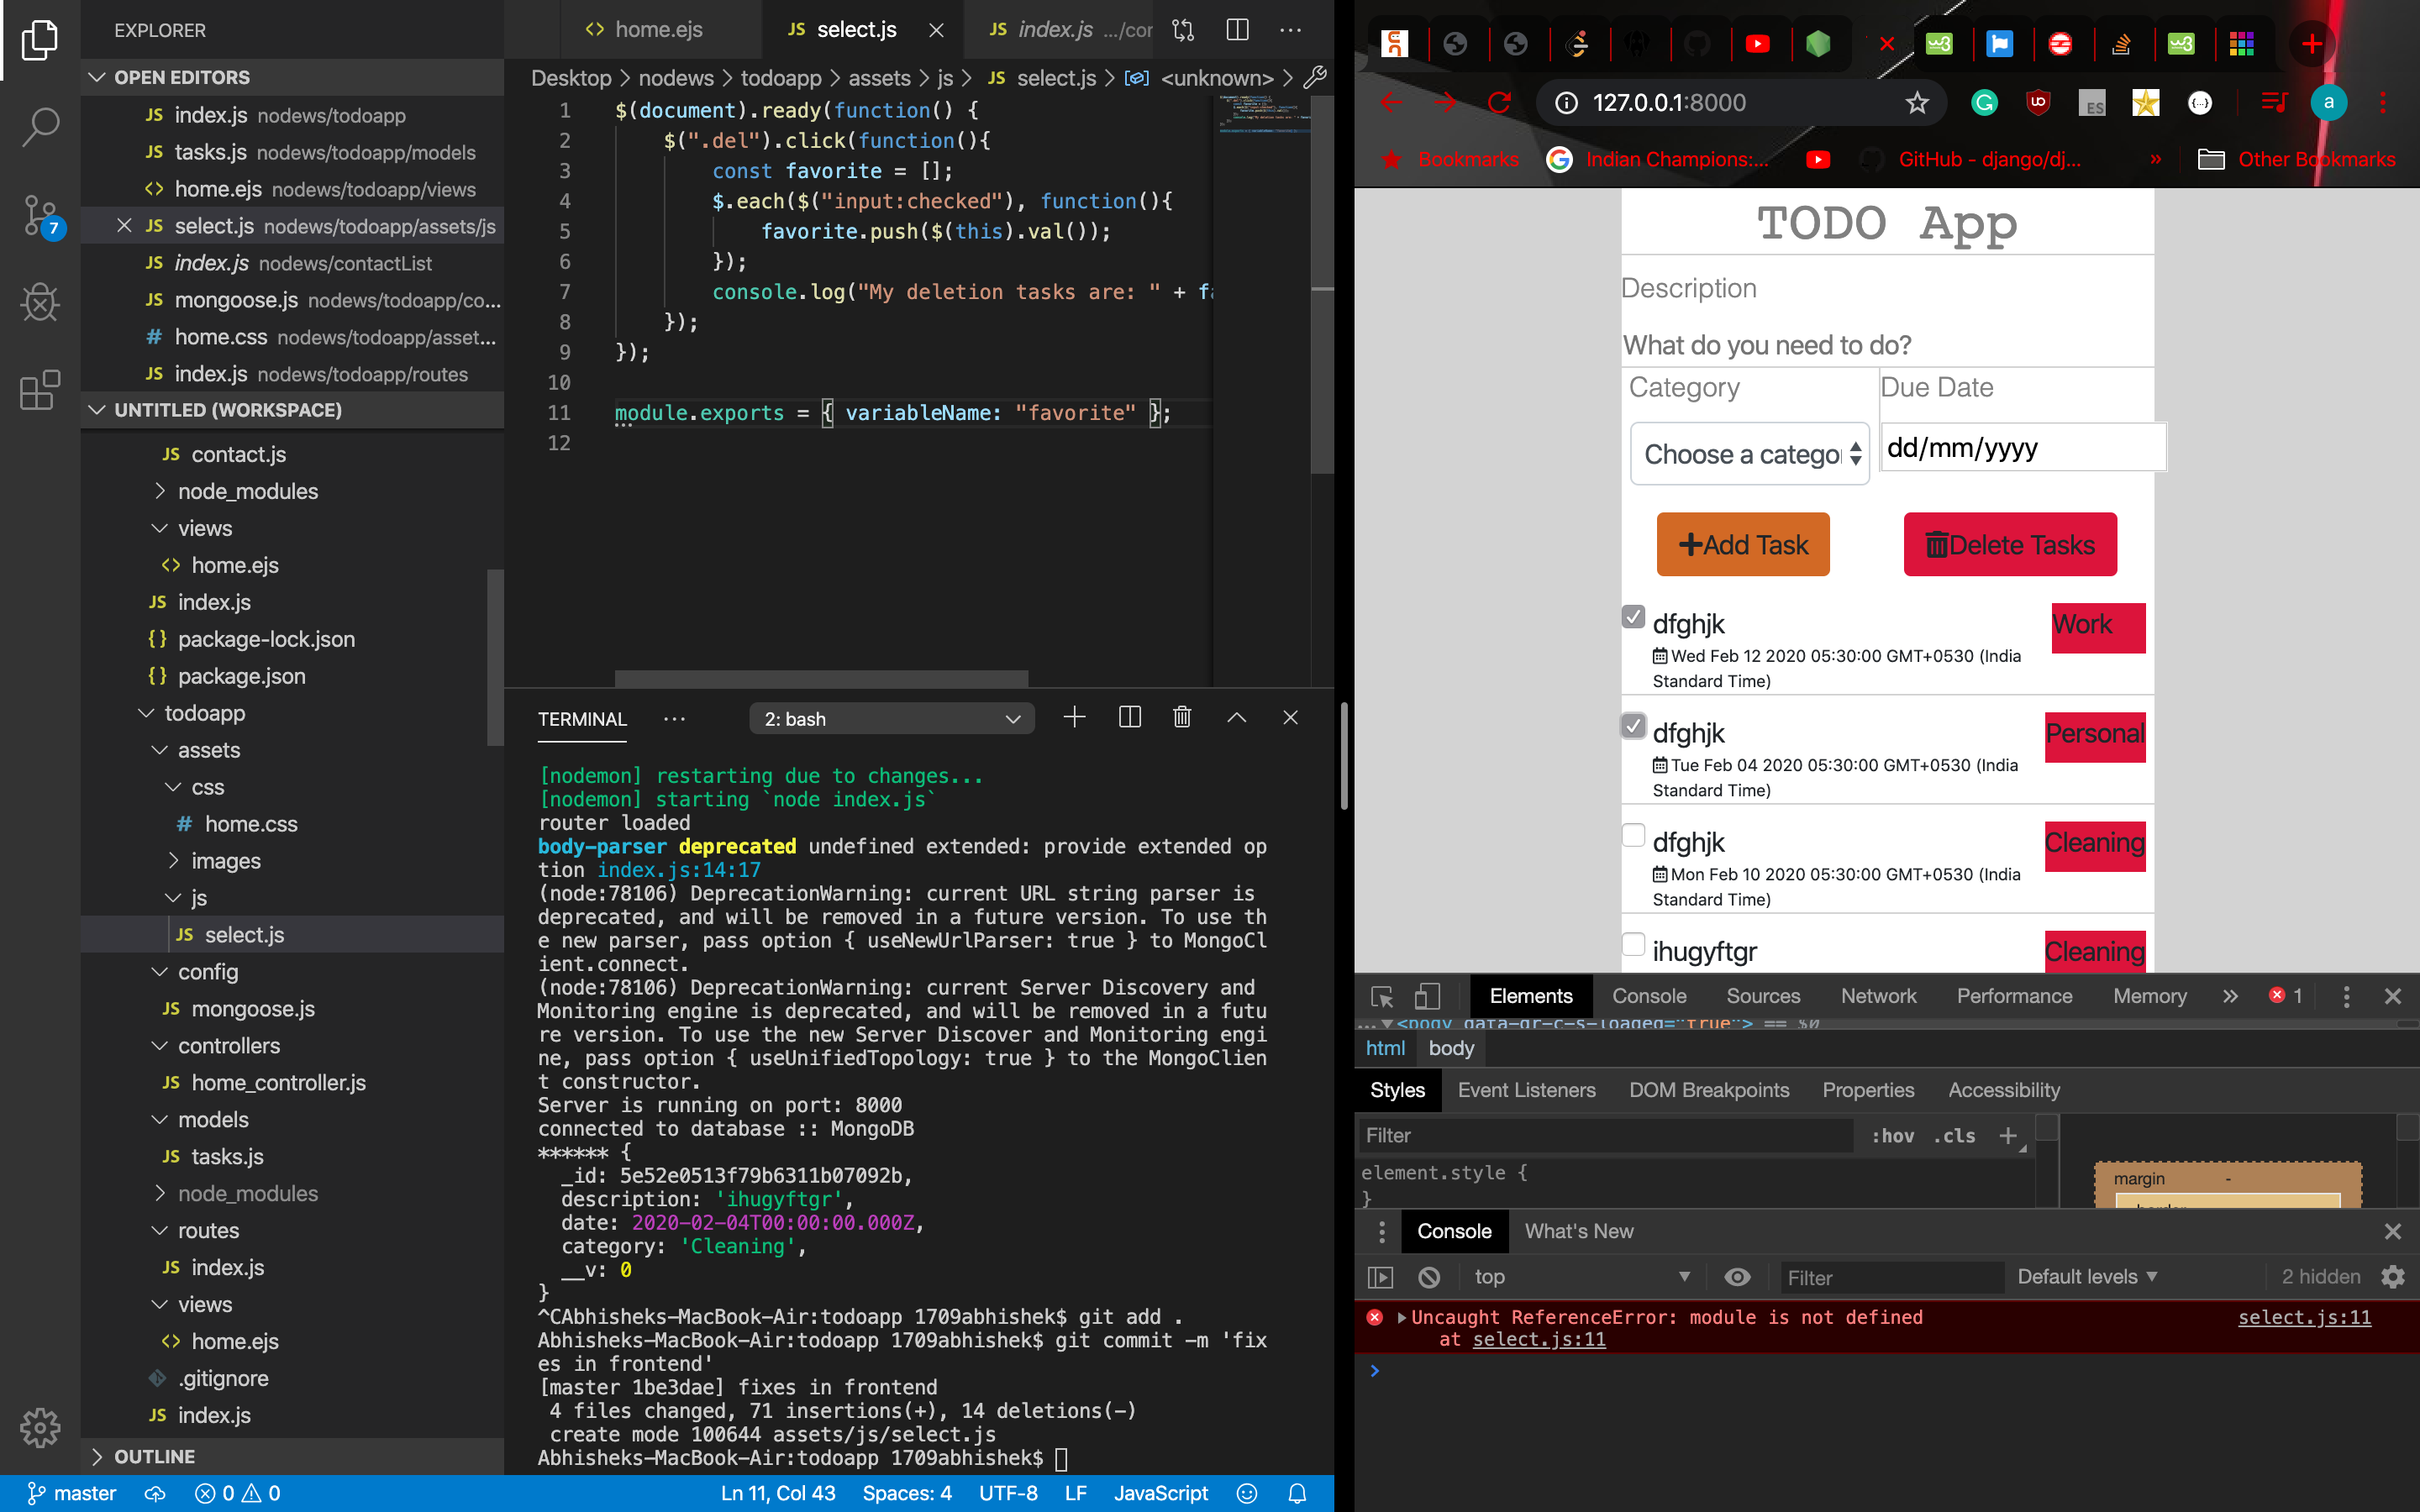 EXPLORER
OPEN EDITORS
JS index.js nodews/todoapp
JS tasks.js nodews/todoapp/models
<> home.ejs nodews/todoapp/views
JS select.js nodews/todoapp/assets/js
JS index.js nodews/contactList
JS mongoose.js nodews/todoapp/co...
# home.css nodews/todoapp/asset...
JS index.js nodews/todoapp/routes
UNTITLED (WORKSPACE)
JS contact.js
node_modules
views
<> home.ejs
JS index.js
{} package-lock.json
{} package.json
todoapp
assets
css
# home.css
images
js
JS select.js
config
JS mongoose.js
controllers
JS home_controller.js
models
JS tasks.js
node_modules
routes
JS index.js
views
<> home.ejs
.gitignore
JS index.js
OUTLINE
7
<> home.ejs
JS select.js
JS index.js .../cor
Desktop > nodews > todoapp > assets > js > JS select.js > <unknown> >
1 $(document).ready(function() {
2 $(".del").click(function(){
3 const favorite = [];
4 $.each($("input:checked"), function(){
5 favorite.push($(this).val());
6 });
7 console.log("My deletion tasks are: " + fa
8 });
9 });
10
11 module.exports = { variableName: "favorite" };
12
TERMINAL
2: bash
[nodemon] restarting due to changes...
[nodemon] starting `node index.js`
router loaded
body-parser deprecated undefined extended: provide extended op
tion index.js:14:17
(node:78106) DeprecationWarning: current URL string parser is
deprecated, and will be removed in a future version. To use th
e new parser, pass option { useNewUrlParser: true } to MongoCl
ient.connect.
(node:78106) DeprecationWarning: current Server Discovery and
Monitoring engine is deprecated, and will be removed in a futu
re version. To use the new Server Discover and Monitoring engi
ne, pass option { useUnifiedTopology: true } to the MongoClien
t constructor.
Server is running on port: 8000
connected to database :: MongoDB
****** {
_id: 5e52e0513f79b6311b07092b,
description: 'ihugyftgr',
date: 2020-02-04T00:00:00.000Z,
category: 'Cleaning',
__v: 0
}
^CAbhisheks-MacBook-Air:todoapp 1709abhishek$ git add .
Abhisheks-MacBook-Air:todoapp 1709abhishek$ git commit -m 'fix
es in frontend'
[master 1be3dae] fixes in frontend
4 files changed, 71 insertions(+), 14 deletions(-)
create mode 100644 assets/js/select.js
Abhisheks-MacBook-Air:todoapp 1709abhishek$
master 0 0 Ln 11, Col 43 Spaces: 4 UTF-8 LF JavaScript
127.0.0.1:8000
ES
a
Bookmarks
Indian Champions:...
GitHub - django/dj...
»
Other Bookmarks
TODO App
Description
What do you need to do?
Category
Due Date
Choose a catego
dd/mm/yyyy
Add Task
Delete Tasks
dfghjk
Work
Wed Feb 12 2020 05:30:00 GMT+0530 (India
Standard Time)
dfghjk
Personal
Tue Feb 04 2020 05:30:00 GMT+0530 (India
Standard Time)
dfghjk
Cleaning
Mon Feb 10 2020 05:30:00 GMT+0530 (India
Standard Time)
ihugyftgr
Cleaning
Elements Console Sources Network Performance Memory » 1
<body data-gr-c-s-loaded="true"> == $0
html body
Styles Event Listeners DOM Breakpoints Properties Accessibility
Filter :hov .cls +
element.style {
}
margin -
Console What's New
top Filter Default levels 2 hidden
Uncaught ReferenceError: module is not defined select.js:11
at select.js:11